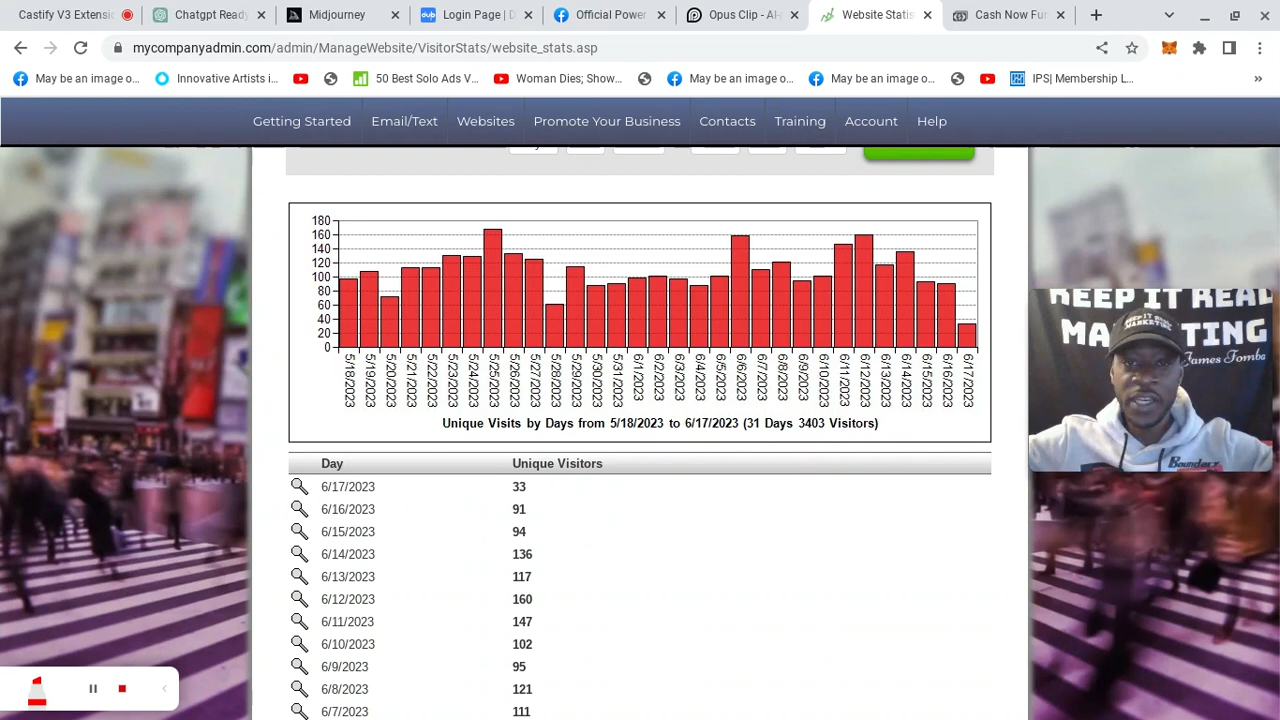 Castify V3 Extensi
Chatgpt Read
Midjourney
dub
Login Page | D
Official Power
Opus Clip - AI-
Website Statis
Cash Now Fur
mycompanyadmin.com/admin/ManageWebsite/VisitorStats/website_stats.asp
May be an image o...
Innovative Artists i...
50 Best Solo Ads V...
Woman Dies; Show...
May be an image o...
May be an image o...
IPS| Membership L...
»
Getting Started
Email/Text
Websites
Promote Your Business
Contacts
Training
Account
Help
180
160
140
120
100
80
60
40
20
0
5/18/2023
5/19/2023
5/20/2023
5/21/2023
5/22/2023
5/23/2023
5/24/2023
5/25/2023
5/26/2023
5/27/2023
5/28/2023
5/29/2023
5/30/2023
5/31/2023
6/1/2023
6/2/2023
6/3/2023
6/4/2023
6/5/2023
6/6/2023
6/7/2023
6/8/2023
6/9/2023
6/10/2023
6/11/2023
6/12/2023
6/13/2023
6/14/2023
6/15/2023
6/16/2023
6/17/2023
Unique Visits by Days from 5/18/2023 to 6/17/2023 (31 Days 3403 Visitors)
Day Unique Visitors
6/17/2023 33
6/16/2023 91
6/15/2023 94
6/14/2023 136
6/13/2023 117
6/12/2023 160
6/11/2023 147
6/10/2023 102
6/9/2023 95
6/8/2023 121
6/7/2023 111
KEEP IT REAL
MA TING
James Tomba